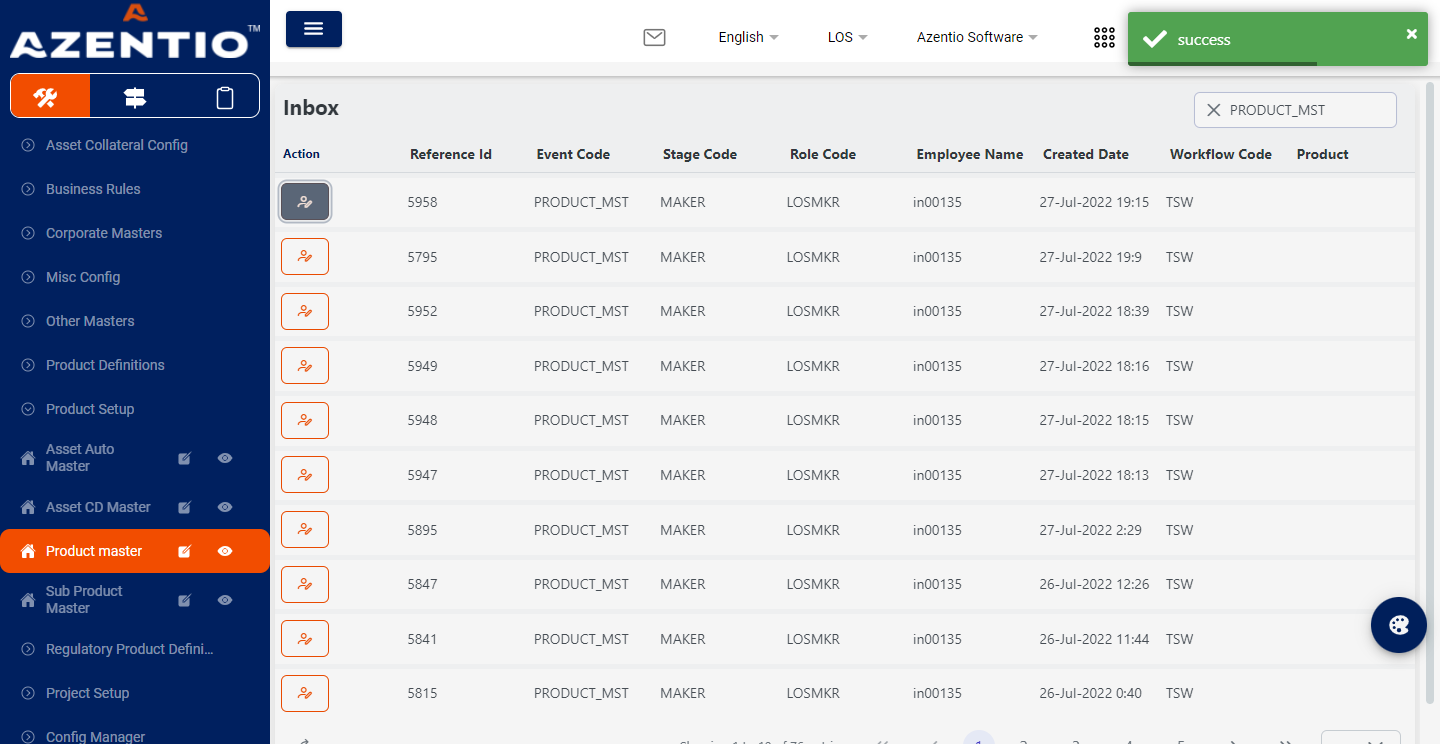 AZENTIO™
English
LOS
Azentio Software
success
Inbox
PRODUCT_MST
Action Reference Id Event Code Stage Code Role Code Employee Name Created Date Workflow Code Product
5958 PRODUCT_MST MAKER LOSMKR in00135 27-Jul-2022 19:15 TSW
5795 PRODUCT_MST MAKER LOSMKR in00135 27-Jul-2022 19:9 TSW
5952 PRODUCT_MST MAKER LOSMKR in00135 27-Jul-2022 18:39 TSW
5949 PRODUCT_MST MAKER LOSMKR in00135 27-Jul-2022 18:16 TSW
5948 PRODUCT_MST MAKER LOSMKR in00135 27-Jul-2022 18:15 TSW
5947 PRODUCT_MST MAKER LOSMKR in00135 27-Jul-2022 18:13 TSW
5895 PRODUCT_MST MAKER LOSMKR in00135 27-Jul-2022 2:29 TSW
5847 PRODUCT_MST MAKER LOSMKR in00135 26-Jul-2022 12:26 TSW
5841 PRODUCT_MST MAKER LOSMKR in00135 26-Jul-2022 11:44 TSW
5815 PRODUCT_MST MAKER LOSMKR in00135 26-Jul-2022 0:40 TSW
Asset Collateral Config
Business Rules
Corporate Masters
Misc Config
Other Masters
Product Definitions
Product Setup
Asset Auto
Master
Asset CD Master
Product master
Sub Product
Master
Regulatory Product Defini...
Project Setup
Config Manager